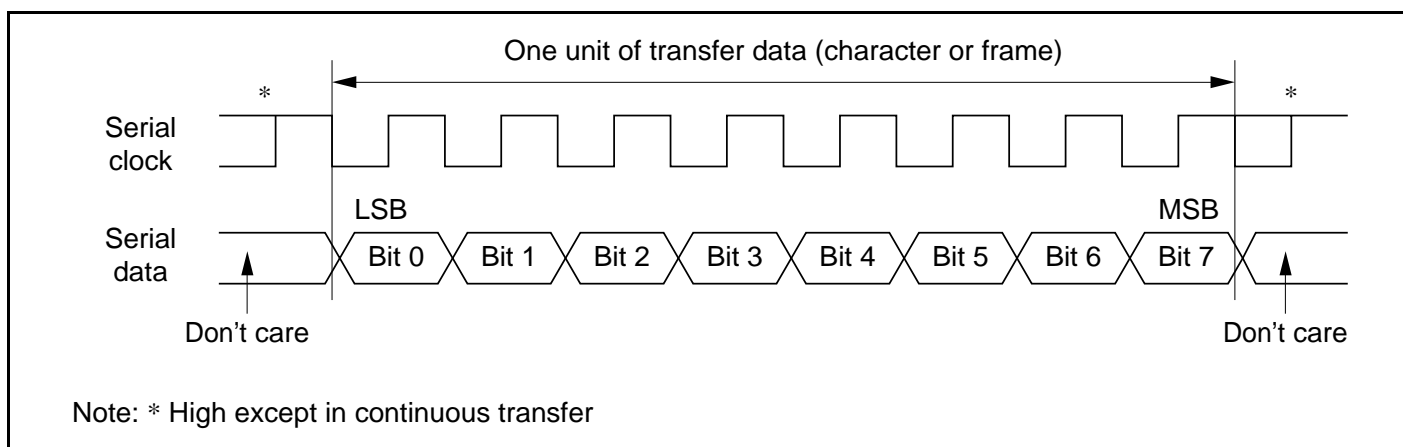 One unit of transfer data (character or frame)
*
*
Serial
clock
LSB
MSB
Serial
data
Bit 0 Bit 1 Bit 2 Bit 3 Bit 4 Bit 5 Bit 6 Bit 7
Don’t care
Don’t care
Note: * High except in continuous transfer